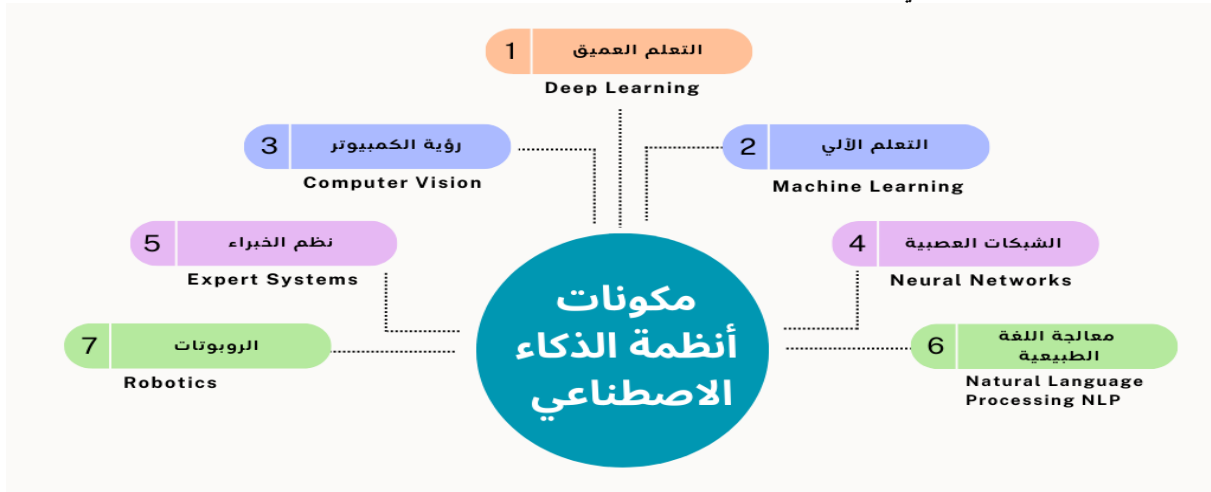 1
التعلم العميق
Deep Learning
2
التعلم الآلي
Machine Learning
3
رؤية الكمبيوتر
Computer Vision
4
الشبكات العصبية
Neural Networks
5
نظم الخبراء
Expert Systems
6
معالجة اللغة
الطبيعية
Natural Language
Processing NLP
7
الروبوتات
Robotics
مكونات
أنظمة الذكاء
الاصطناعي